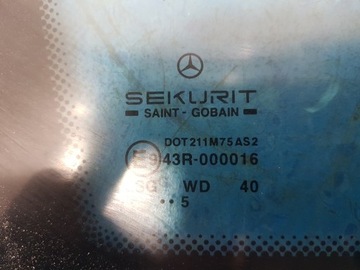 SEKURIT
SAINT - GOBAIN
DOT211M75AS2
43R-000016
WD 40
••5